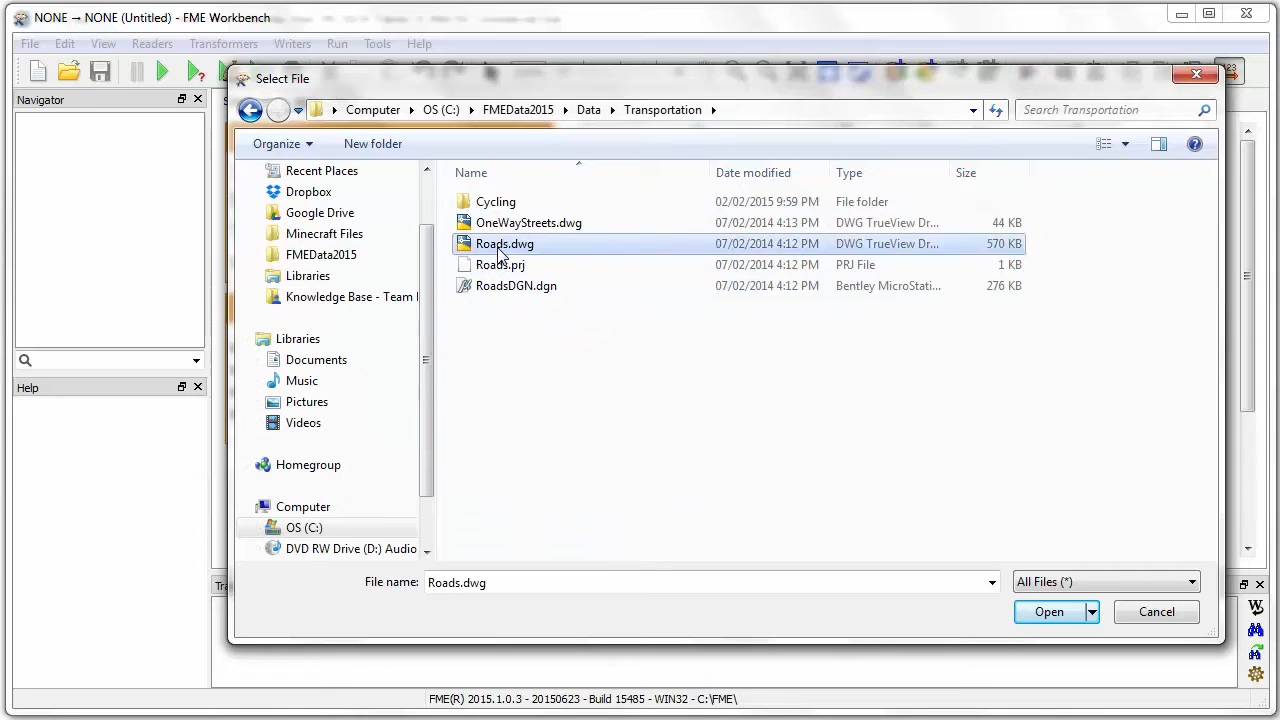 NONE → NONE (Untitled) - FME Workbench
File Edit View Readers Transformers Writers Run Tools Help
Navigator
Select File
Computer OS (C:) FMEData2015 Data Transportation
Search Transportation
Organize New folder
Name Date modified Type Size
Recent Places
Dropbox
Google Drive
Minecraft Files
FMEData2015
Libraries
Knowledge Base - Team
Libraries
Documents
Music
Pictures
Videos
Homegroup
Computer
OS (C:)
DVD RW Drive (D:) Audio
Cycling 02/02/2015 9:59 PM File folder
OneWayStreets.dwg 07/02/2014 4:13 PM DWG TrueView Dr... 44 KB
Roads.dwg 07/02/2014 4:12 PM DWG TrueView Dr... 570 KB
Roads.prj 07/02/2014 4:12 PM PRJ File 1 KB
RoadsDGN.dgn 07/02/2014 4:12 PM Bentley MicroStati... 276 KB
Help
File name: Roads.dwg All Files (*)
Open Cancel
FME(R) 2015.1.0.3 - 20150623 - Build 15485 - WIN32 - C:\FME\